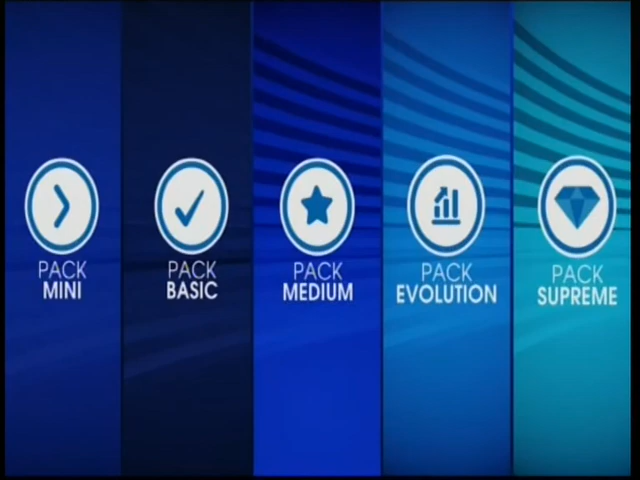 PACK
MINI
PACK
BASIC
PACK
MEDIUM
PACK
EVOLUTION
PACK
SUPREME